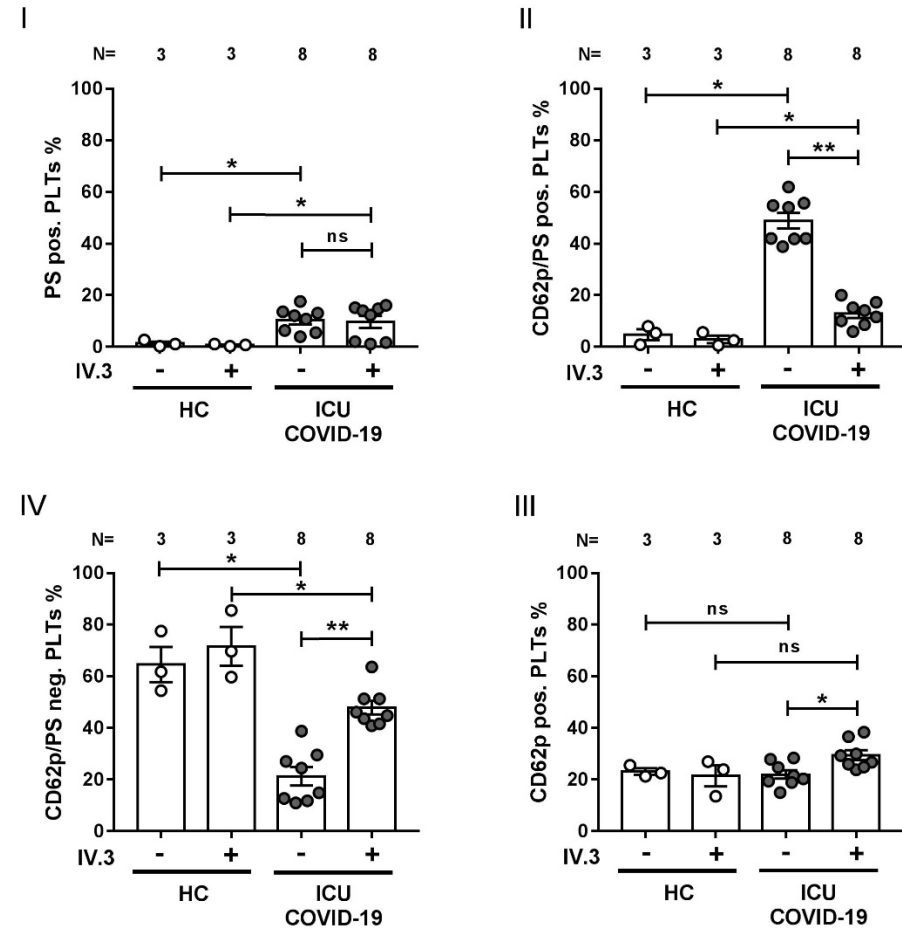 I
N= 3 3 8 8
PS pos. PLTs %
100
80
60
40
20
0
*
*
ns
IV.3 - + - +
HC ICU
COVID-19
II
N= 3 3 8 8
CD62p/PS pos. PLTs %
100
80
60
40
20
0
*
*
**
IV.3 - + - +
HC ICU
COVID-19
IV
N= 3 3 8 8
CD62p/PS neg. PLTs %
100
80
60
40
20
0
*
*
**
IV.3 - + - +
HC ICU
COVID-19
III
N= 3 3 8 8
CD62p pos. PLTs %
100
80
60
40
20
0
ns
ns
*
IV.3 - + - +
HC ICU
COVID-19